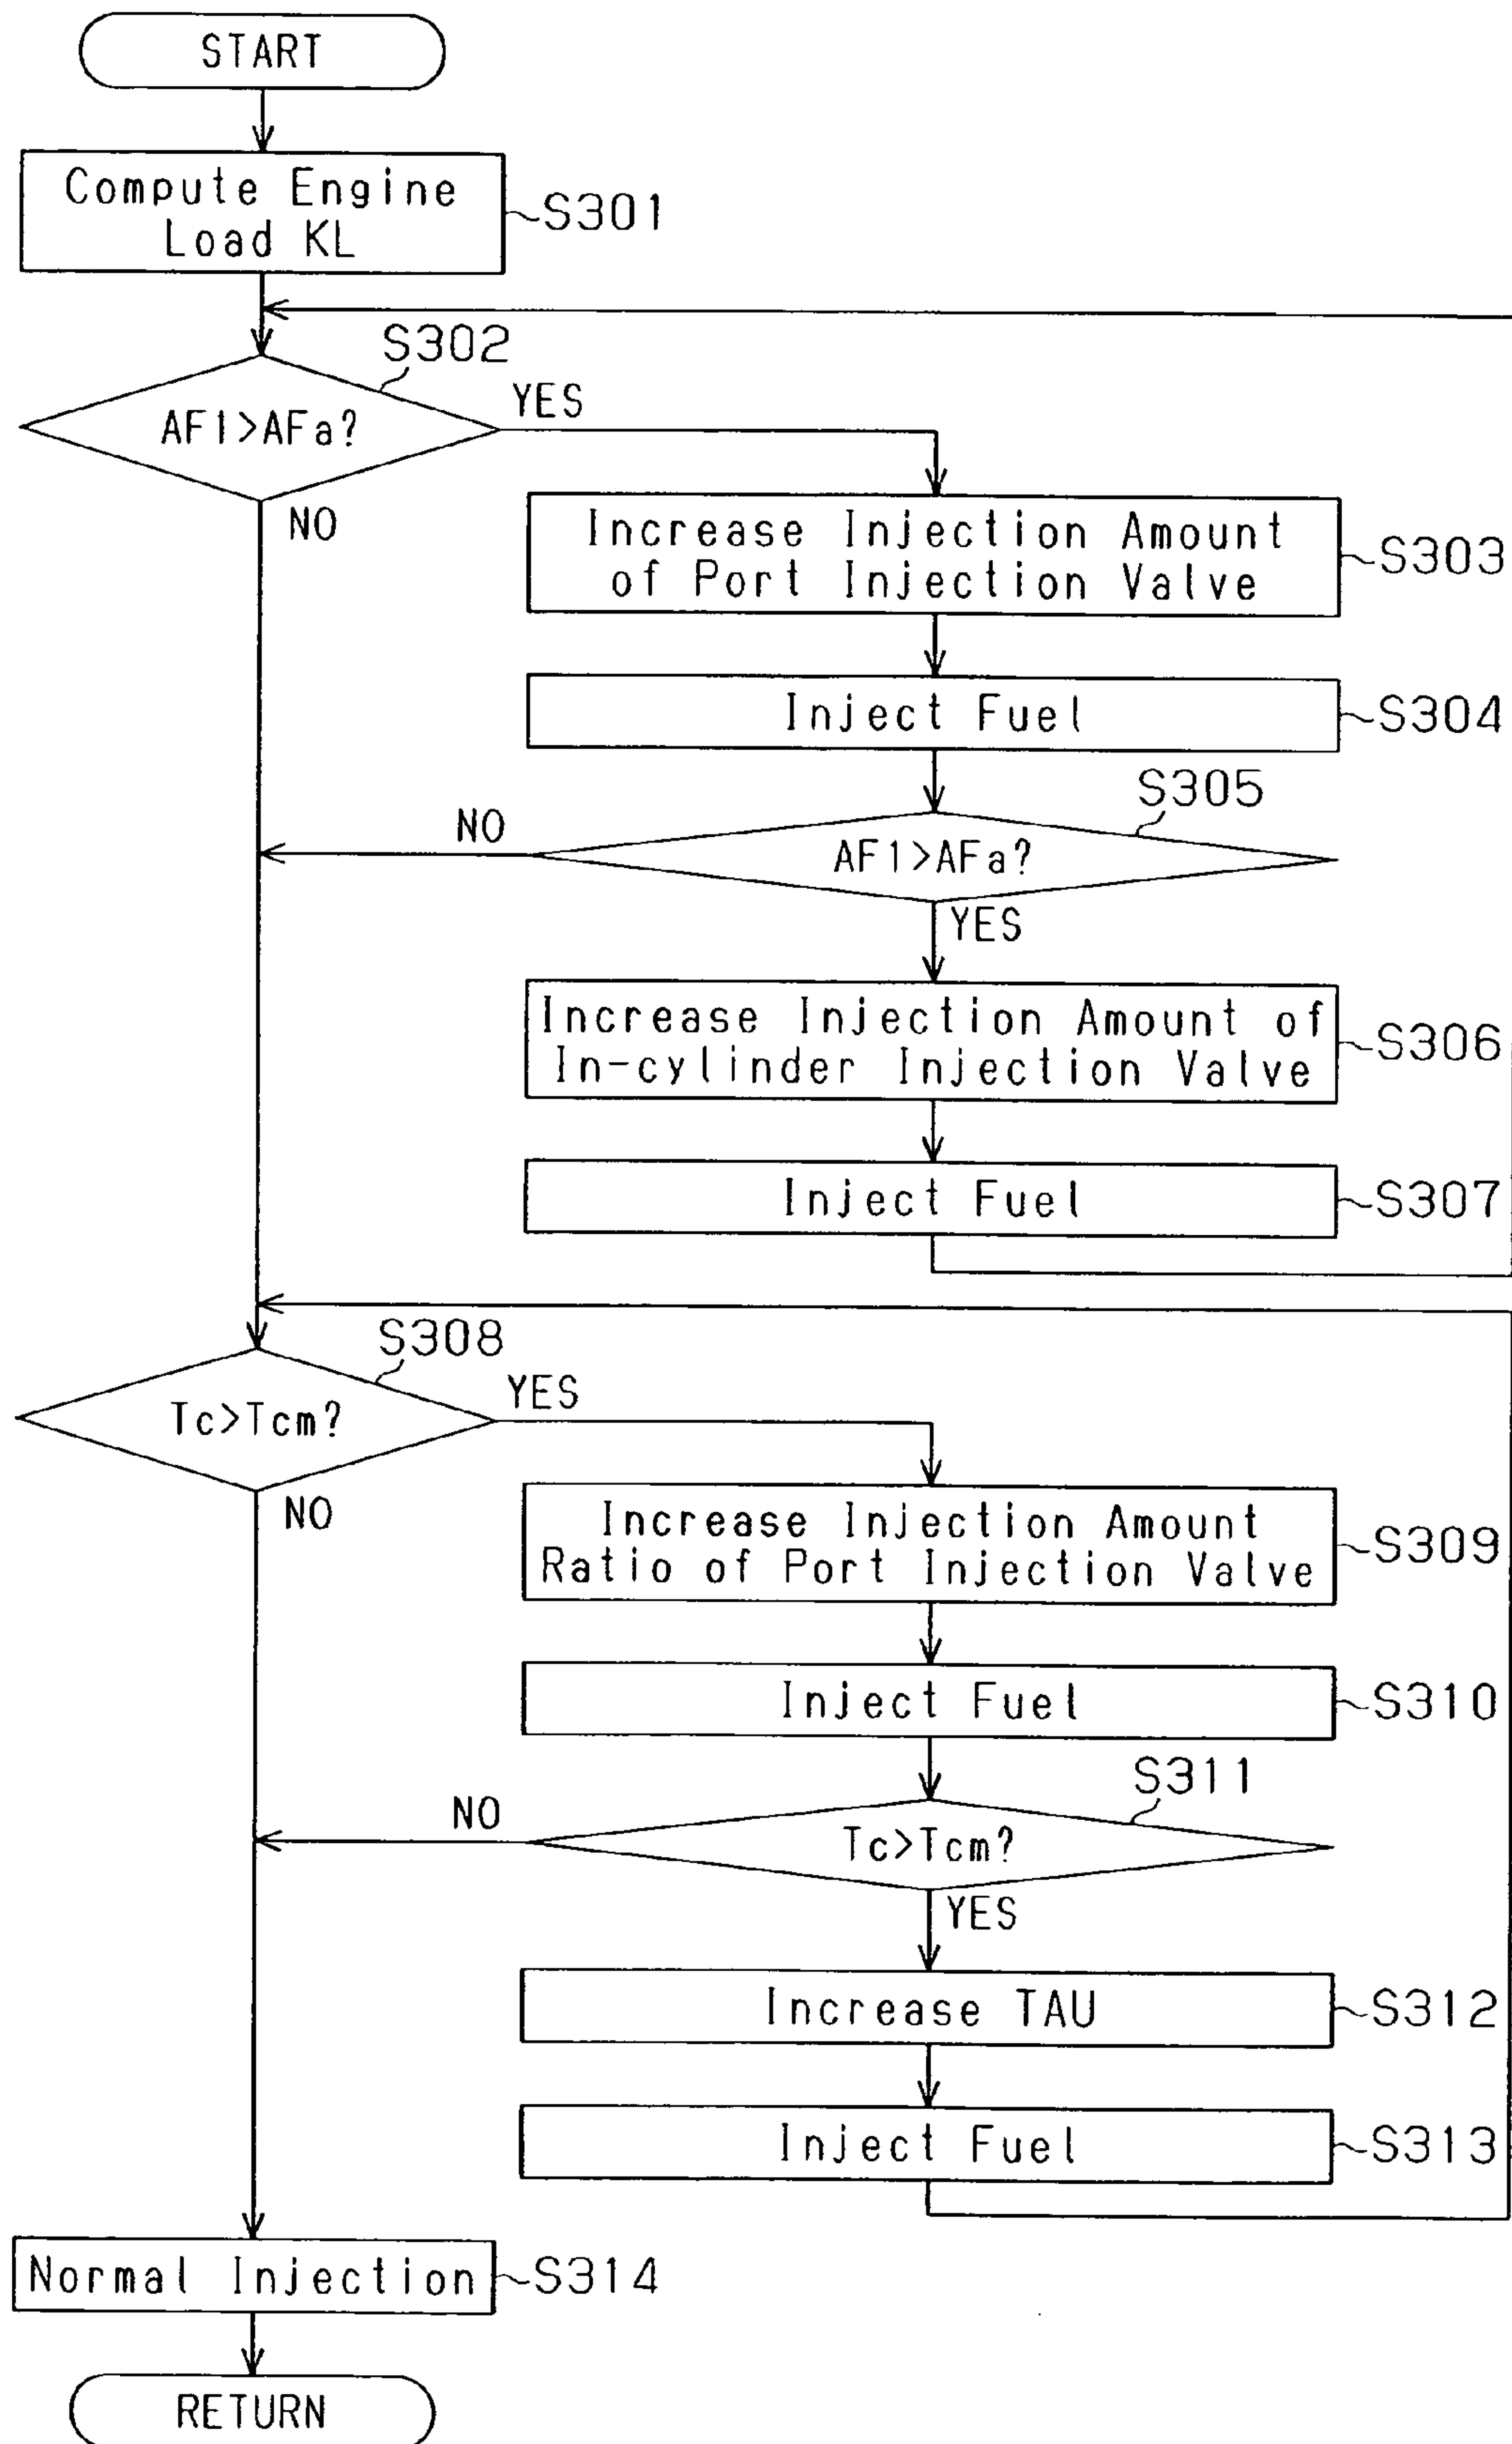 START
Compute Engine
Load KL
S301
S302
AF1>AFa?
YES
NO
Increase Injection Amount
of Port Injection Valve
S303
Inject Fuel
S304
S305
NO
AF1>AFa?
YES
Increase Injection Amount of
In-cylinder Injection Valve
S306
Inject Fuel
S307
S308
Tc>Tcm?
YES
NO
Increase Injection Amount
Ratio of Port Injection Valve
S309
Inject Fuel
S310
S311
NO
Tc>Tcm?
YES
Increase TAU
S312
Inject Fuel
S313
Normal Injection
S314
RETURN